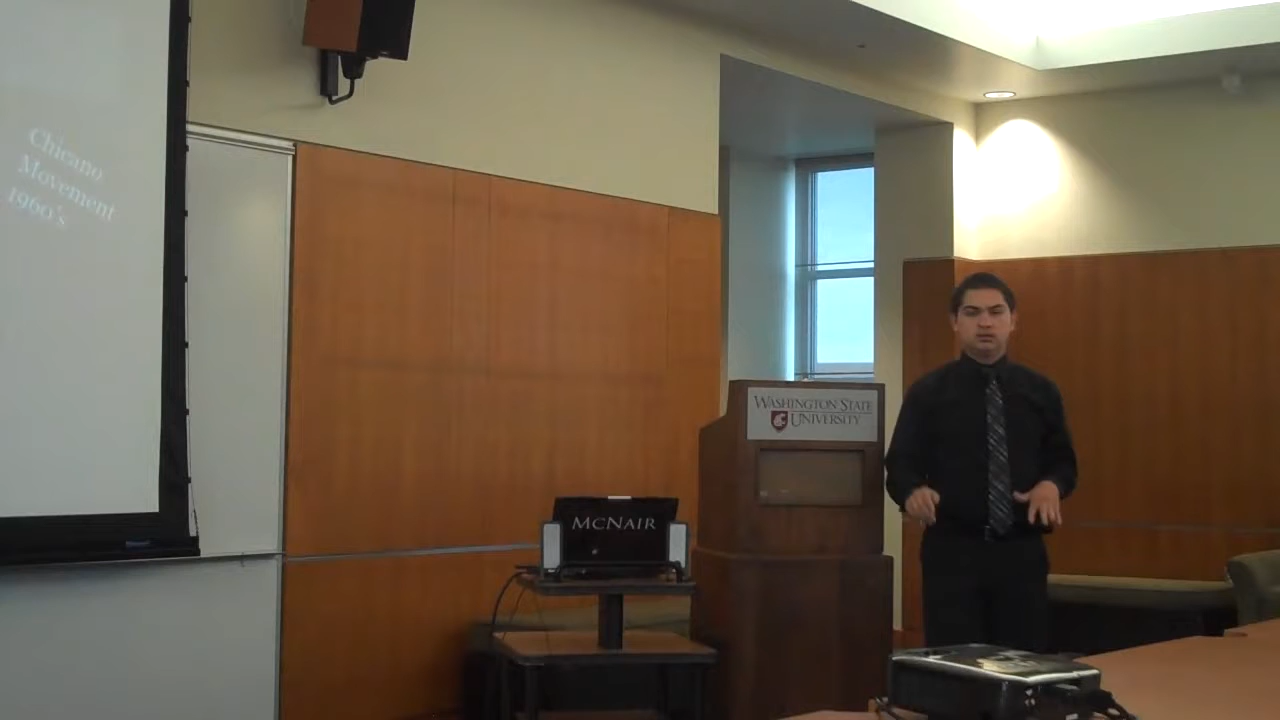 Chicano
Movement
1960's
McNAIR
WASHINGTON STATE
UNIVERSITY